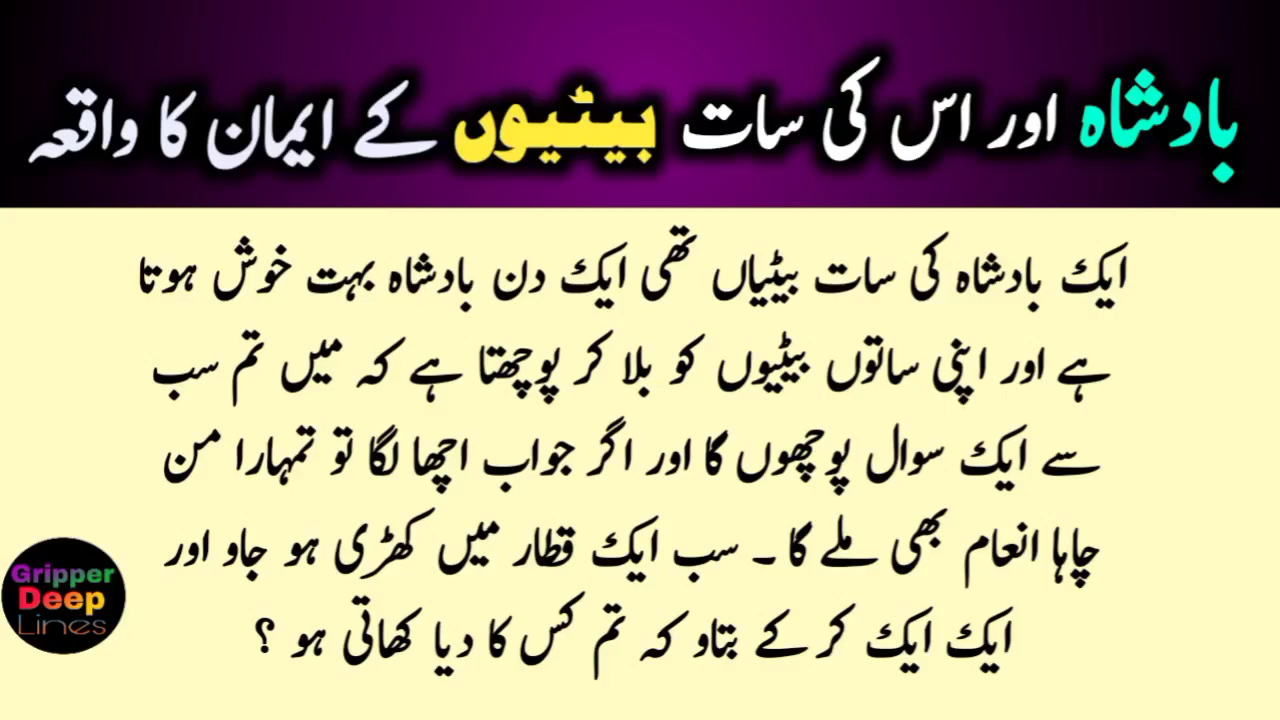 بادشاہ اور اس کی سات بیٹیوں کے ایمان کا واقعہ
ایک بادشاہ کی سات بیٹیاں تھی ایک دن بادشاہ بہت خوش ہوتا
ہے اور اپنی ساتوں بیٹیوں کو بلا کر پوچھتا ہے کہ میں تم سب
سے ایک سوال پوچھوں گا اور اگر جواب اچھا لگا تو تمہارا من
چاہا انعام بھی ملے گا ۔ سب ایک قطار میں کھڑی ہو جاو اور
ایک ایک کر کے بتاو کہ تم کس کا دیا کھاتی ہو ؟
Gripper
Deep
Lines